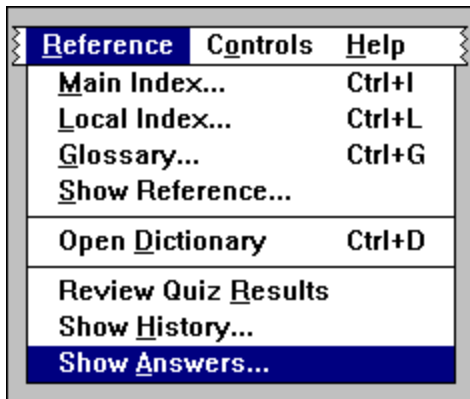 Reference Controls Help
Main Index... Ctrl+I
Local Index... Ctrl+L
Glossary... Ctrl+G
Show Reference...
Open Dictionary Ctrl+D
Review Quiz Results
Show History...
Show Answers...